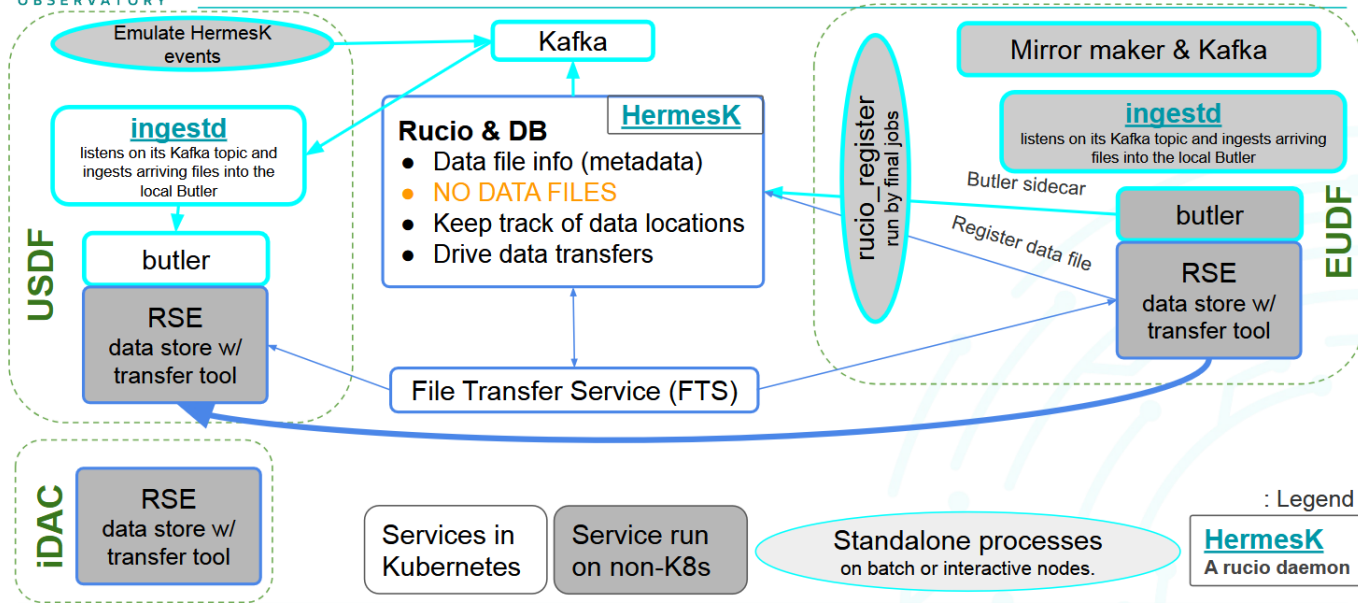 OBSERVATORY
Emulate HermesK
events
Kafka
Mirror maker & Kafka
ingestd
listens on its Kafka topic and
ingests arriving files into the
local Butler
HermesK
Rucio & DB
● Data file info (metadata)
● NO DATA FILES
● Keep track of data locations
● Drive data transfers
rucio_register
run by final jobs
ingestd
listens on its Kafka topic and ingests arriving
files into the local Butler
Butler sidecar
Register data file
butler
RSE
data store w/
transfer tool
EUDF
USDF
butler
RSE
data store w/
transfer tool
File Transfer Service (FTS)
iDAC
RSE
data store w/
transfer tool
Services in
Kubernetes
Service run
on non-K8s
Standalone processes
on batch or interactive nodes.
: Legend
HermesK
A rucio daemon